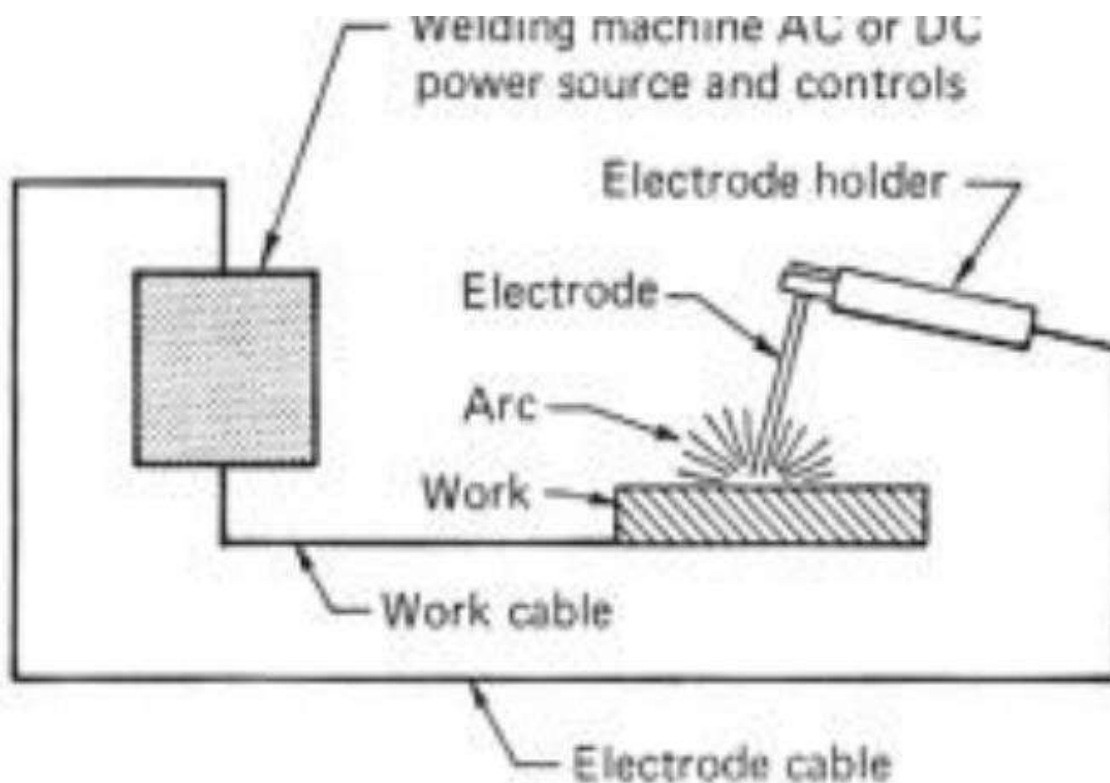 Welding machine AC or DC
power source and controls
Electrode holder
Electrode
Arc
Work
Work cable
Electrode cable